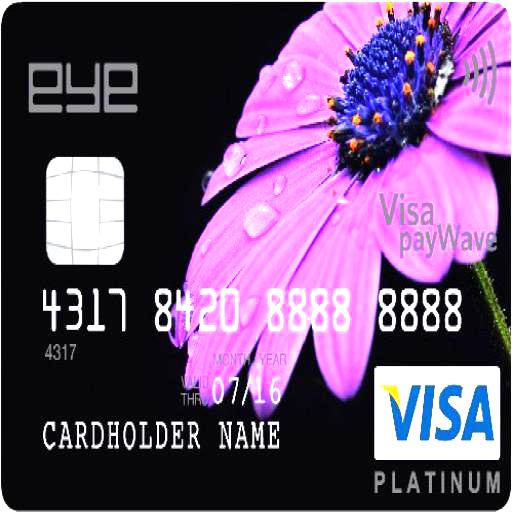 eye
Visa
payWave
4317 8420 8888 8888
4317
MONTH YEAR
VALID
THRU 07/16
CARDHOLDER NAME
VISA
PLATINUM